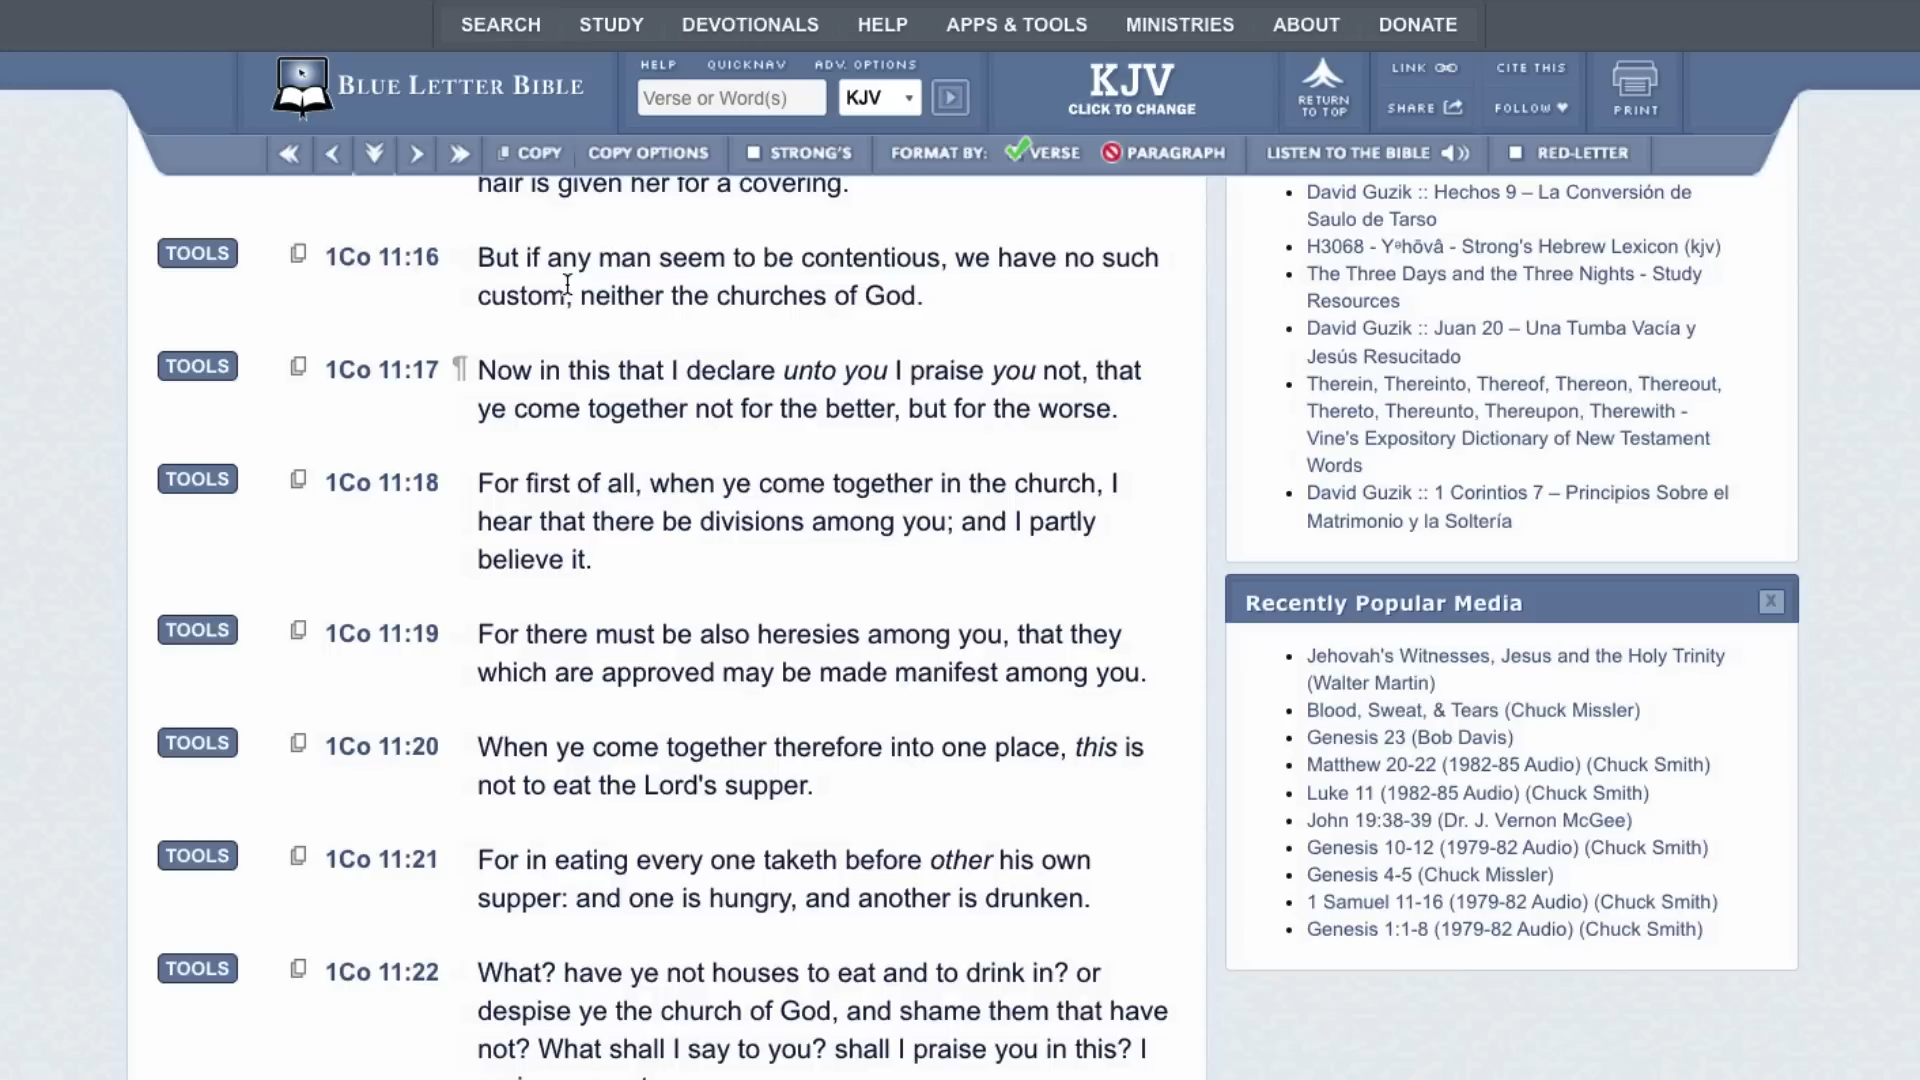 SEARCH STUDY DEVOTIONALS HELP APPS & TOOLS MINISTRIES ABOUT DONATE
BLUE LETTER BIBLE
HELP QUICKNAV ADV. OPTIONS
Verse or Word(s) KJV
KJV
CLICK TO CHANGE
RETURN
TO TOP
LINK CITE THIS
SHARE FOLLOW
PRINT
COPY COPY OPTIONS STRONG'S FORMAT BY: VERSE PARAGRAPH LISTEN TO THE BIBLE RED-LETTER
hair is given her for a covering.
TOOLS 1Co 11:16 But if any man seem to be contentious, we have no such
custom, neither the churches of God.
TOOLS 1Co 11:17 ¶ Now in this that I declare unto you I praise you not, that
ye come together not for the better, but for the worse.
TOOLS 1Co 11:18 For first of all, when ye come together in the church, I
hear that there be divisions among you; and I partly
believe it.
TOOLS 1Co 11:19 For there must be also heresies among you, that they
which are approved may be made manifest among you.
TOOLS 1Co 11:20 When ye come together therefore into one place, this is
not to eat the Lord's supper.
TOOLS 1Co 11:21 For in eating every one taketh before other his own
supper: and one is hungry, and another is drunken.
TOOLS 1Co 11:22 What? have ye not houses to eat and to drink in? or
despise ye the church of God, and shame them that have
not? What shall I say to you? shall I praise you in this? I
David Guzik :: Hechos 9 – La Conversión de
Saulo de Tarso
H3068 - Yᵊhōvâ - Strong's Hebrew Lexicon (kjv)
The Three Days and the Three Nights - Study
Resources
David Guzik :: Juan 20 – Una Tumba Vacía y
Jesús Resucitado
Therein, Thereinto, Thereof, Thereon, Thereout,
Thereto, Thereunto, Thereupon, Therewith -
Vine's Expository Dictionary of New Testament
Words
David Guzik :: 1 Corintios 7 – Principios Sobre el
Matrimonio y la Soltería
Recently Popular Media X
Jehovah's Witnesses, Jesus and the Holy Trinity
(Walter Martin)
Blood, Sweat, & Tears (Chuck Missler)
Genesis 23 (Bob Davis)
Matthew 20-22 (1982-85 Audio) (Chuck Smith)
Luke 11 (1982-85 Audio) (Chuck Smith)
John 19:38-39 (Dr. J. Vernon McGee)
Genesis 10-12 (1979-82 Audio) (Chuck Smith)
Genesis 4-5 (Chuck Missler)
1 Samuel 11-16 (1979-82 Audio) (Chuck Smith)
Genesis 1:1-8 (1979-82 Audio) (Chuck Smith)